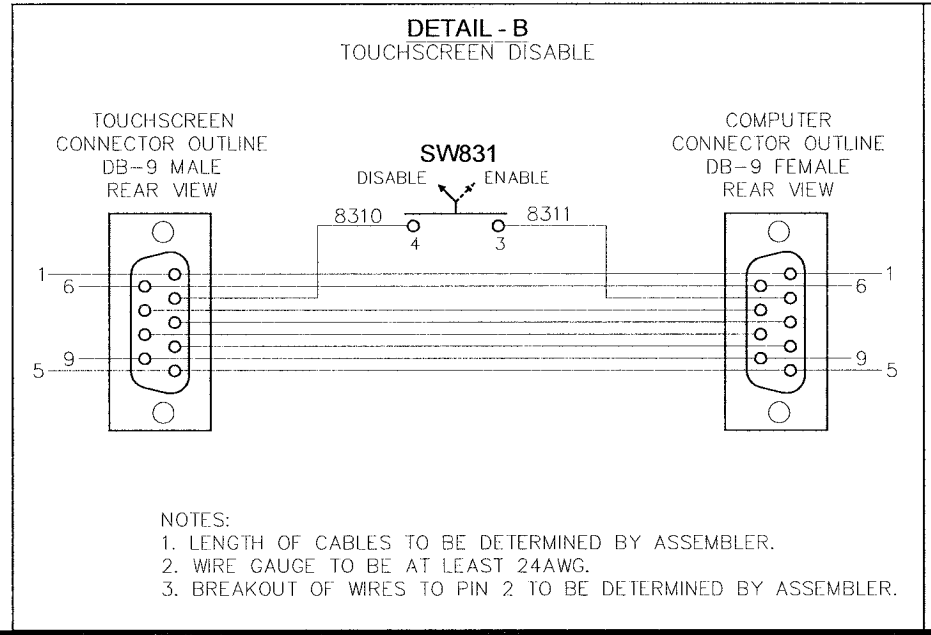 DETAIL - B
TOUCHSCREEN DISABLE
TOUCHSCREEN
CONNECTOR OUTLINE
DB-9 MALE
REAR VIEW
SW831
DISABLE ENABLE
8310 8311
4 3
COMPUTER
CONNECTOR OUTLINE
DB-9 FEMALE
REAR VIEW
1 1
6 6
9 9
5 5
NOTES:
1. LENGTH OF CABLES TO BE DETERMINED BY ASSEMBLER.
2. WIRE GAUGE TO BE AT LEAST 24AWG.
3. BREAKOUT OF WIRES TO PIN 2 TO BE DETERMINED BY ASSEMBLER.